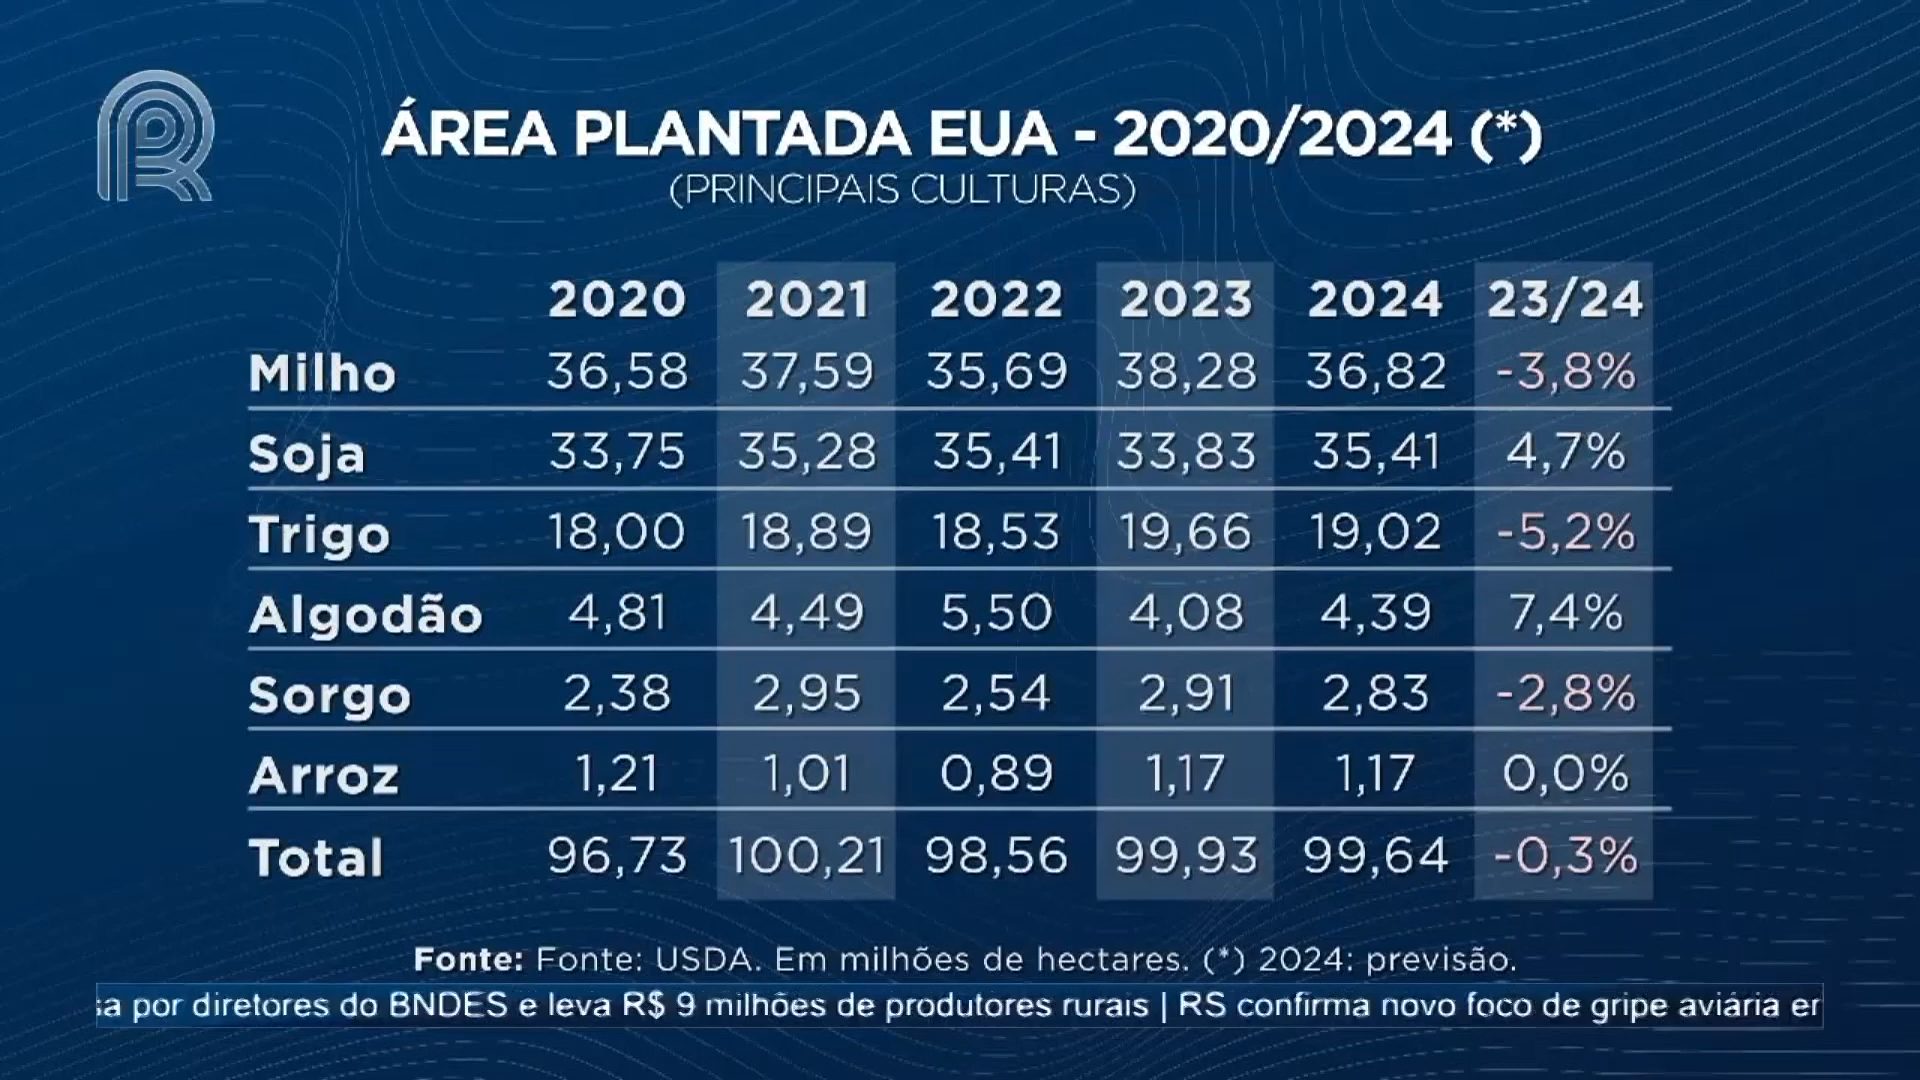 ÁREA PLANTADA EUA - 2020/2024 (*)
(PRINCIPAIS CULTURAS)
2020 2021 2022 2023 2024 23/24
Milho 36,58 37,59 35,69 38,28 36,82 -3,8%
Soja 33,75 35,28 35,41 33,83 35,41 4,7%
Trigo 18,00 18,89 18,53 19,66 19,02 -5,2%
Algodão 4,81 4,49 5,50 4,08 4,39 7,4%
Sorgo 2,38 2,95 2,54 2,91 2,83 -2,8%
Arroz 1,21 1,01 0,89 1,17 1,17 0,0%
Total 96,73 100,21 98,56 99,93 99,64 -0,3%
Fonte: Fonte: USDA. Em milhões de hectares. (*) 2024: previsão.
por diretores do BNDES e leva R$ 9 milhões de produtores rurais | RS confirma novo foco de gripe aviária